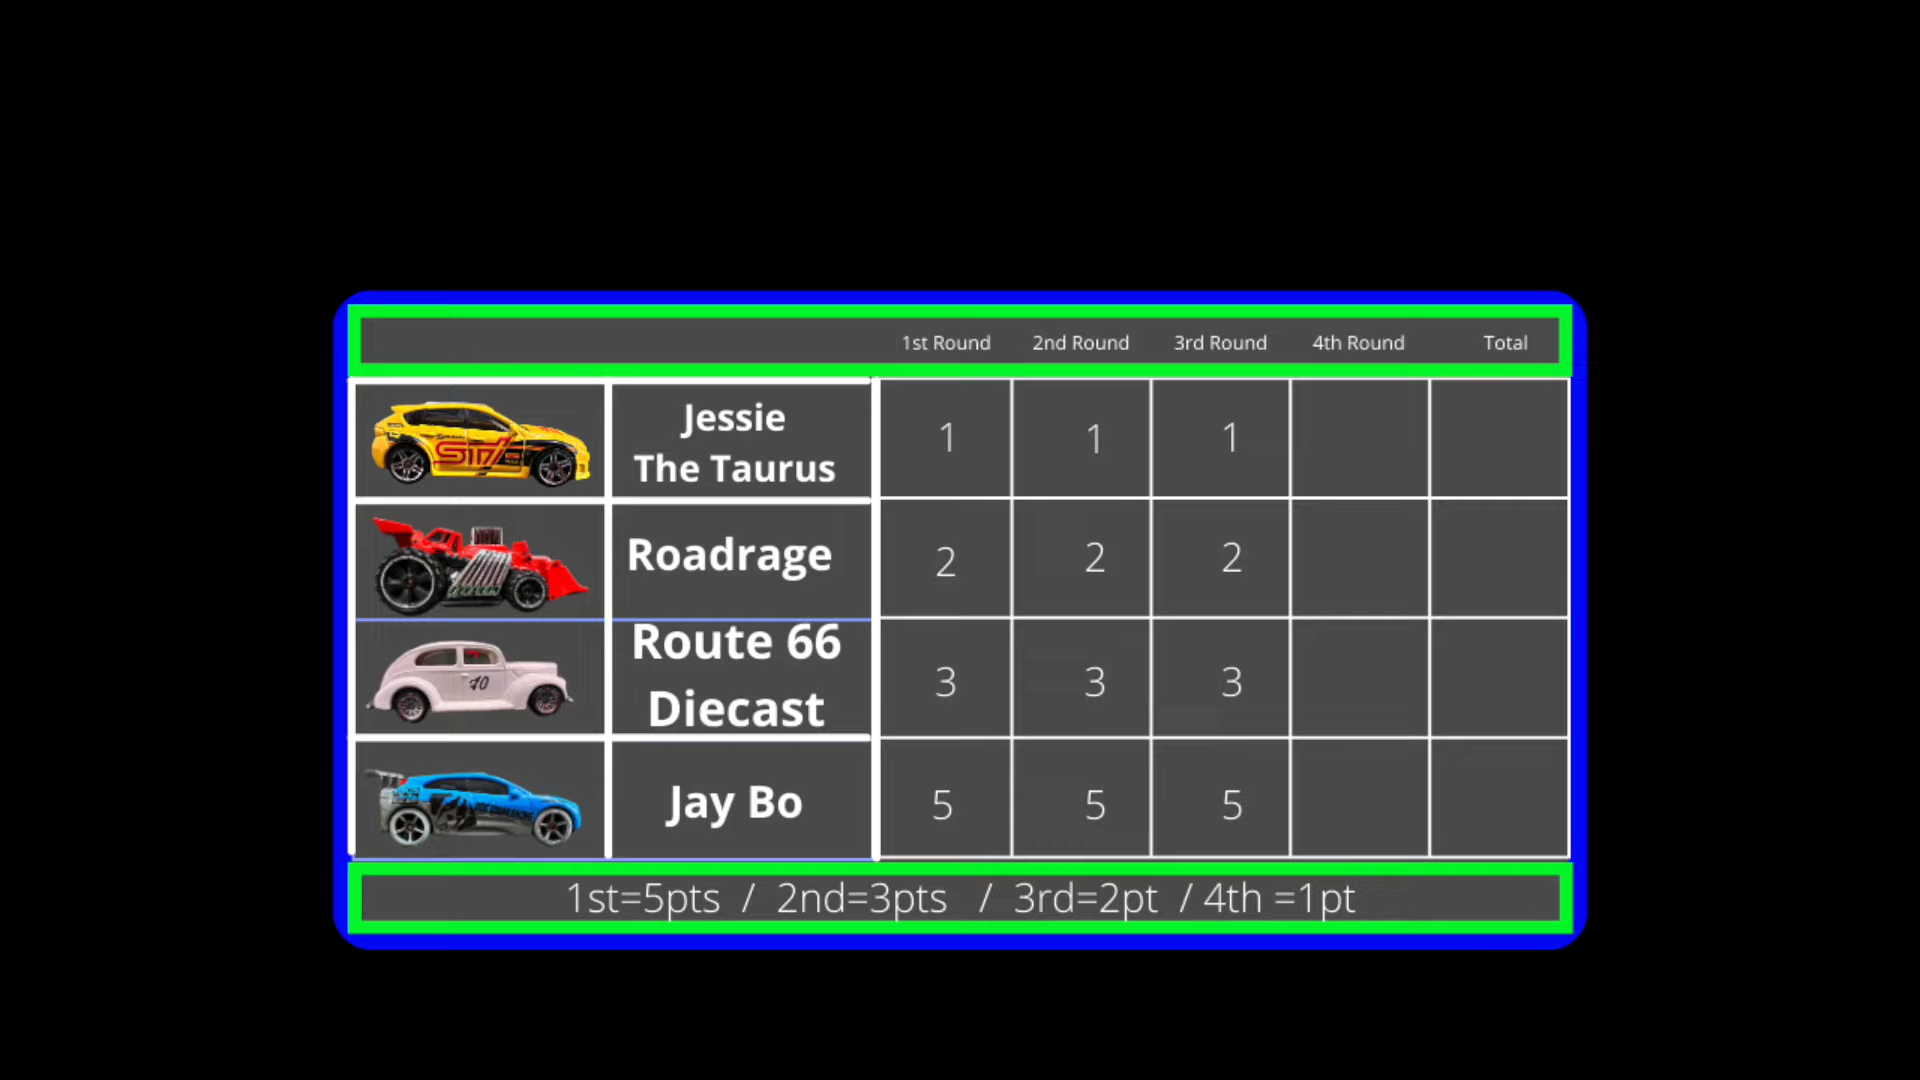 1st Round 2nd Round 3rd Round 4th Round Total
STI
Jessie
The Taurus
1 1 1
Roadrage
2 2 2
40
Route 66
Diecast
3 3 3
Jay Bo
5 5 5
1st=5pts / 2nd=3pts / 3rd=2pt / 4th =1pt